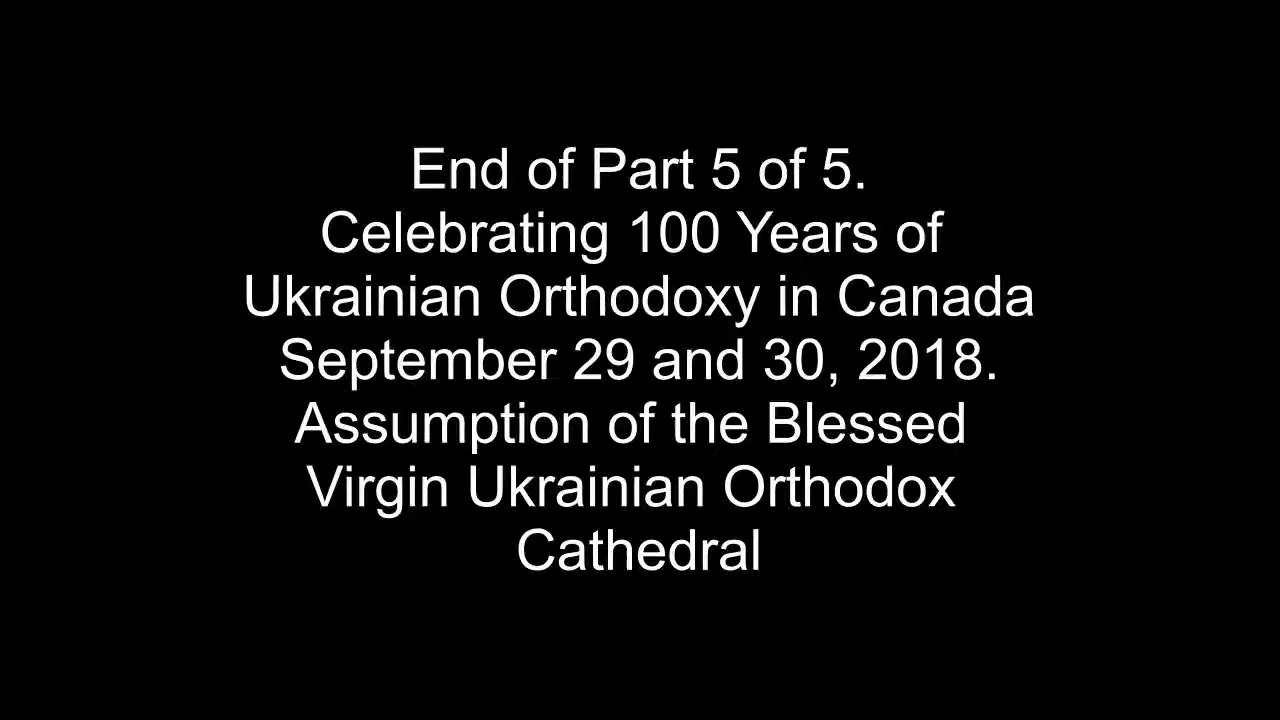 End of Part 5 of 5.
Celebrating 100 Years of
Ukrainian Orthodoxy in Canada
September 29 and 30, 2018.
Assumption of the Blessed
Virgin Ukrainian Orthodox
Cathedral